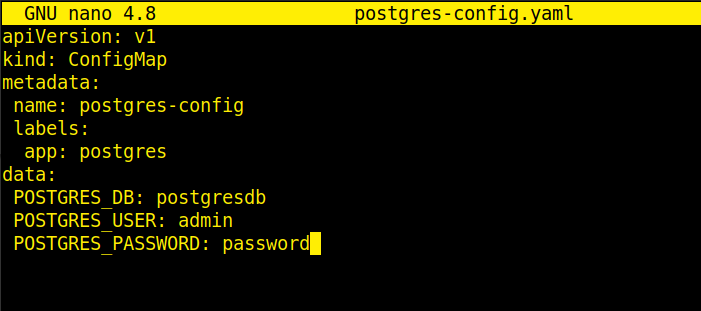 GNU nano 4.8 postgres-config.yaml
apiVersion: v1
kind: ConfigMap
metadata:
 name: postgres-config
 labels:
  app: postgres
data:
 POSTGRES_DB: postgresdb
 POSTGRES_USER: admin
 POSTGRES_PASSWORD: password